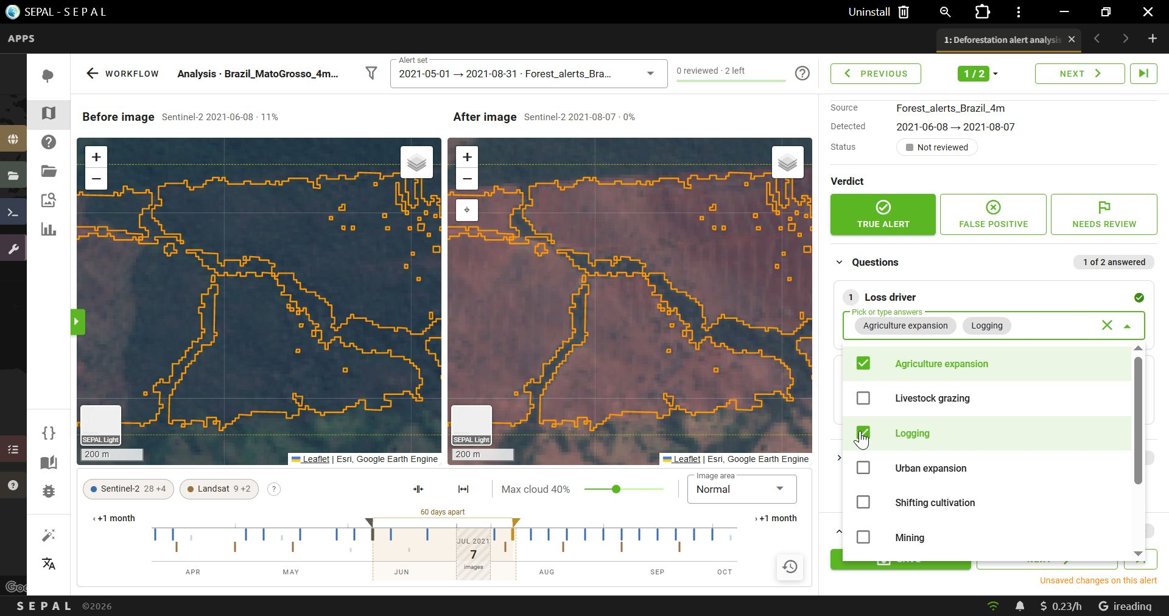 SEPAL - S E P A L
Uninstall
APPS
1: Deforestation alert analysis
WORKFLOW
Analysis · Brazil_MatoGrosso_4m...
Alert set
2021-05-01 → 2021-08-31 · Forest_alerts_Bra...
0 reviewed · 2 left
PREVIOUS
1 / 2
NEXT
Before image
Sentinel-2 2021-06-08 · 11%
After image
Sentinel-2 2021-08-07 · 0%
Source
Forest_alerts_Brazil_4m
Detected
2021-06-08 → 2021-08-07
Status
Not reviewed
Verdict
TRUE ALERT
FALSE POSITIVE
NEEDS REVIEW
Questions
1 of 2 answered
1
Loss driver
Pick or type answers
Agriculture expansion
Logging
Agriculture expansion
Livestock grazing
Logging
Urban expansion
Shifting cultivation
Mining
SEPAL Light
200 m
Leaflet | Esri, Google Earth Engine
SEPAL Light
200 m
Leaflet | Esri, Google Earth Engine
Sentinel-2 28 +4
Landsat 9 +2
Max cloud 40%
Image area
Normal
60 days apart
‹ +1 month
› +1 month
JUL 2021
7
images
APR
MAY
JUN
AUG
SEP
OCT
Unsaved changes on this alert
SEPAL ©2026
$ 0.23/h
ireading